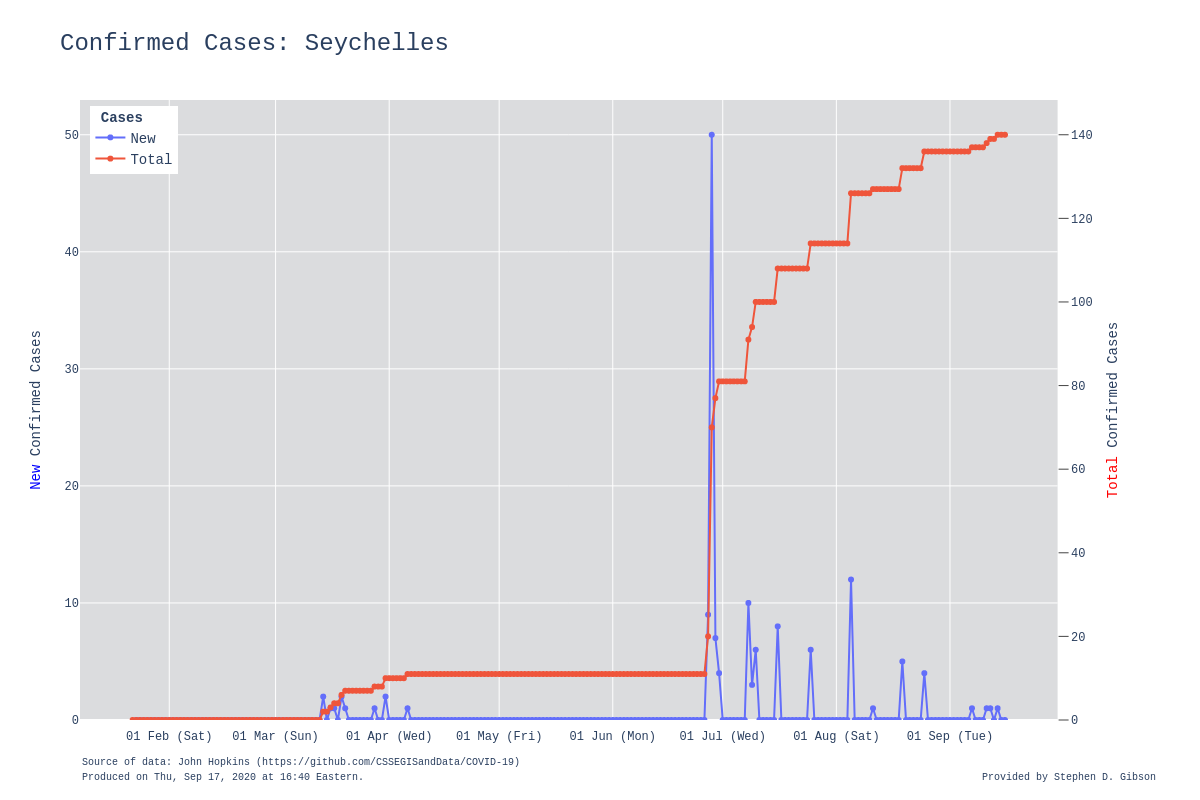 Confirmed Cases: Seychelles
Cases
New
Total
50
40
30
20
10
0
140
120
100
80
60
40
20
0
New Confirmed Cases
Total Confirmed Cases
01 Feb (Sat) 01 Mar (Sun) 01 Apr (Wed) 01 May (Fri) 01 Jun (Mon) 01 Jul (Wed) 01 Aug (Sat) 01 Sep (Tue)
Source of data: John Hopkins (https://github.com/CSSEGISandData/COVID-19)
Produced on Thu, Sep 17, 2020 at 16:40 Eastern.
Provided by Stephen D. Gibson